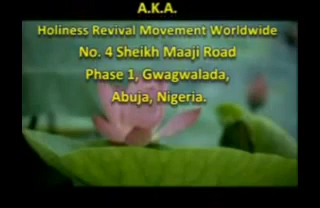 A.K.A.
Holiness Revival Movement Worldwide
No. 4 Sheikh Maaji Road
Phase 1, Gwagwalada,
Abuja, Nigeria.